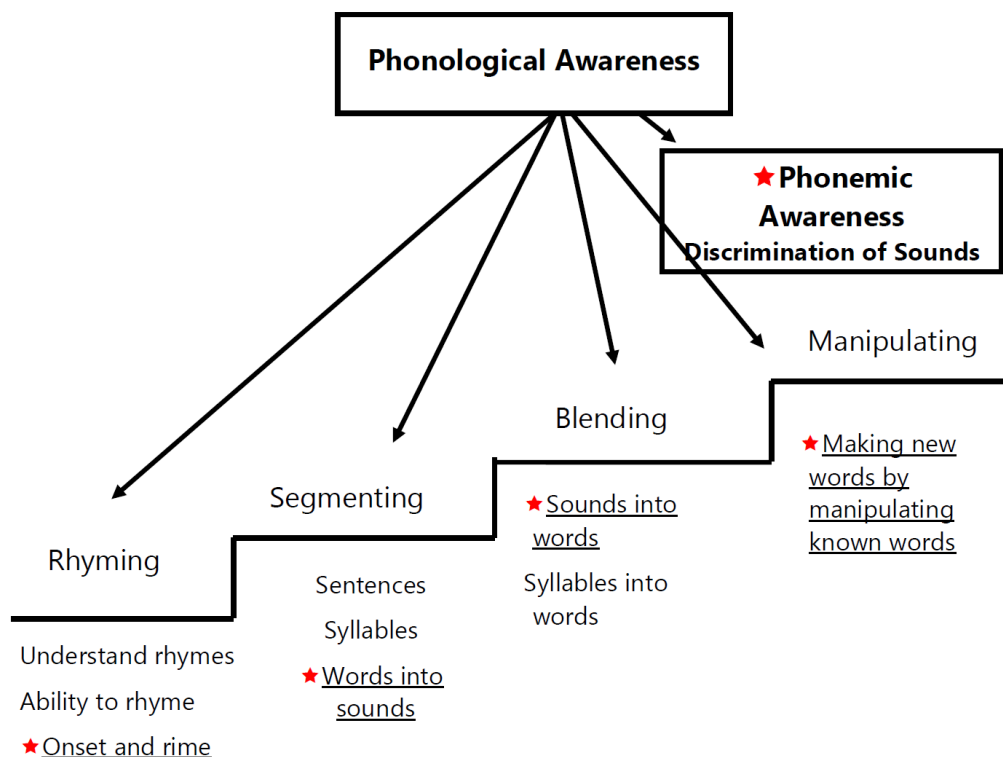 Phonological Awareness
Phonemic
Awareness
Discrimination of Sounds
Manipulating
Making new
words by
manipulating
known words
Blending
Sounds into
words
Syllables into
words
Segmenting
Sentences
Syllables
Words into
sounds
Rhyming
Understand rhymes
Ability to rhyme
Onset and rime